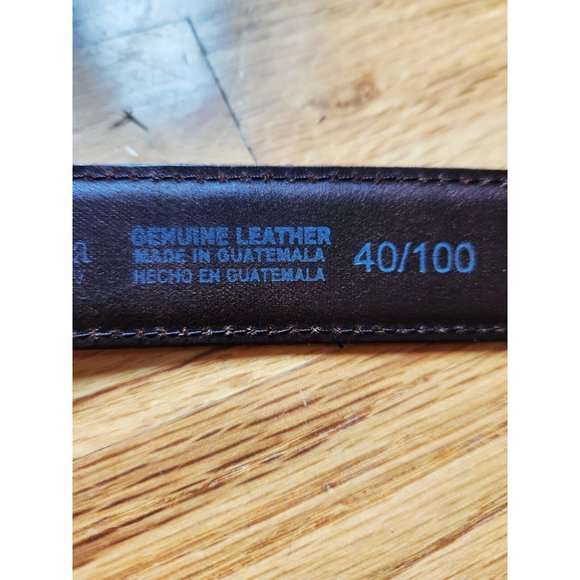 GENUINE LEATHER
MADE IN GUATEMALA
HECHO EN GUATEMALA
40/100